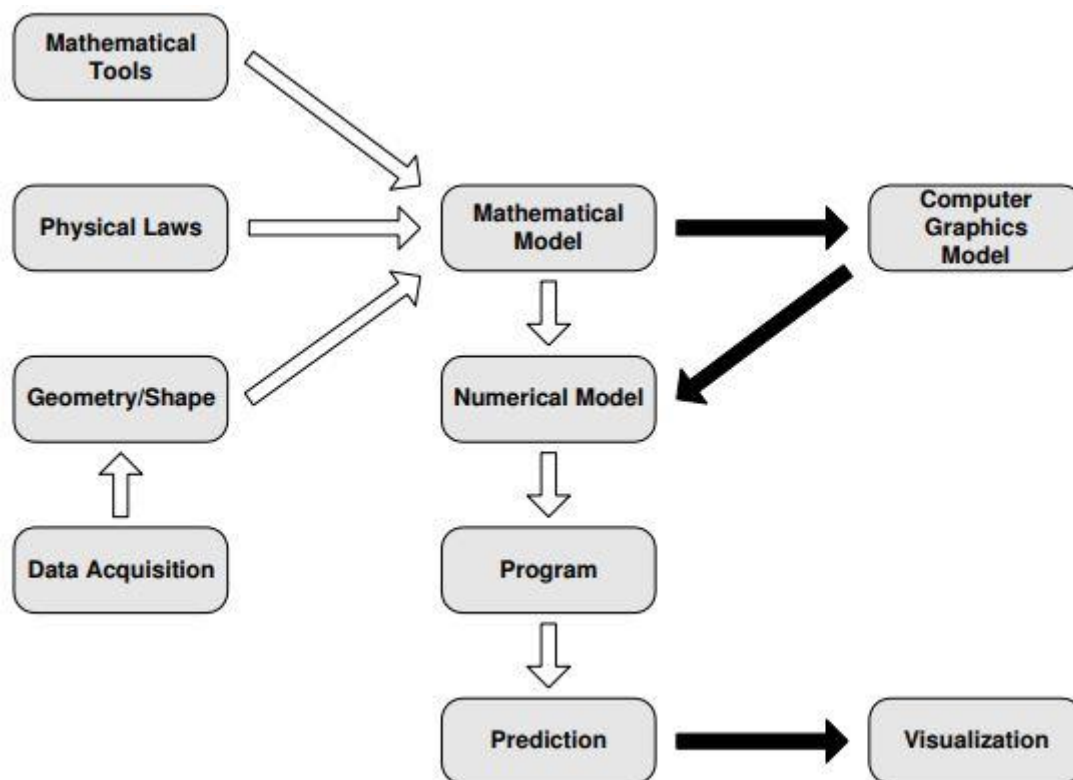 Mathematical
Tools
Physical Laws
Mathematical
Model
Computer
Graphics
Model
Geometry/Shape
Numerical Model
Data Acquisition
Program
Prediction
Visualization